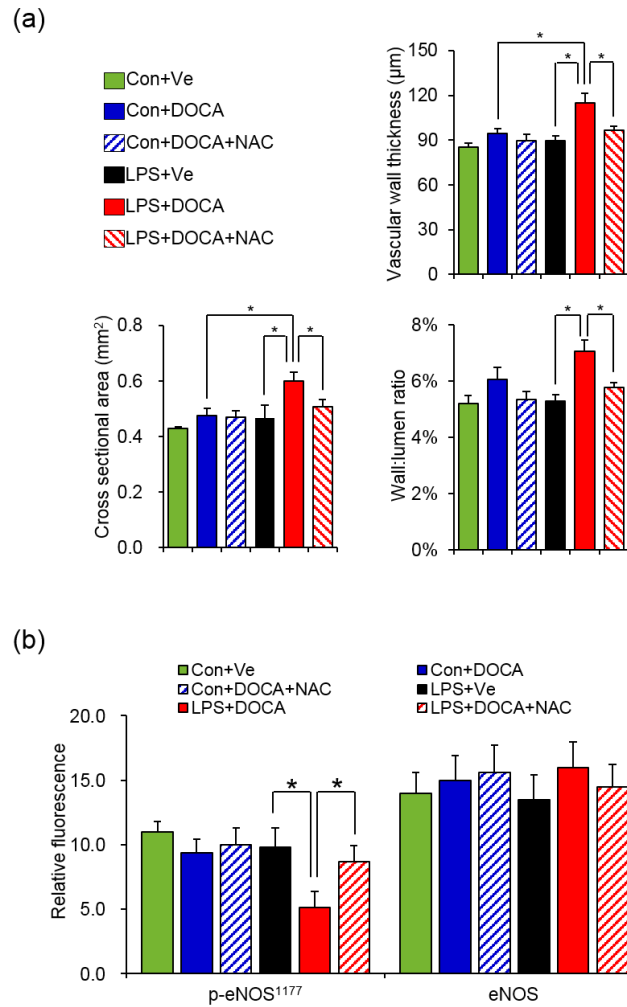 (a)
Con+Ve
Con+DOCA
Con+DOCA+NAC
LPS+Ve
LPS+DOCA
LPS+DOCA+NAC
Vascular wall thickness (μm)
150
120
90
60
30
0
*
* *
Cross sectional area (mm²)
0.8
0.6
0.4
0.2
0.0
*
* *
Wall:lumen ratio
8%
6%
4%
2%
0%
* *
(b)
Con+Ve Con+DOCA
Con+DOCA+NAC LPS+Ve
LPS+DOCA LPS+DOCA+NAC
Relative fluorescence
20.0
15.0
10.0
5.0
0.0
* *
p-eNOS¹¹⁷⁷ eNOS